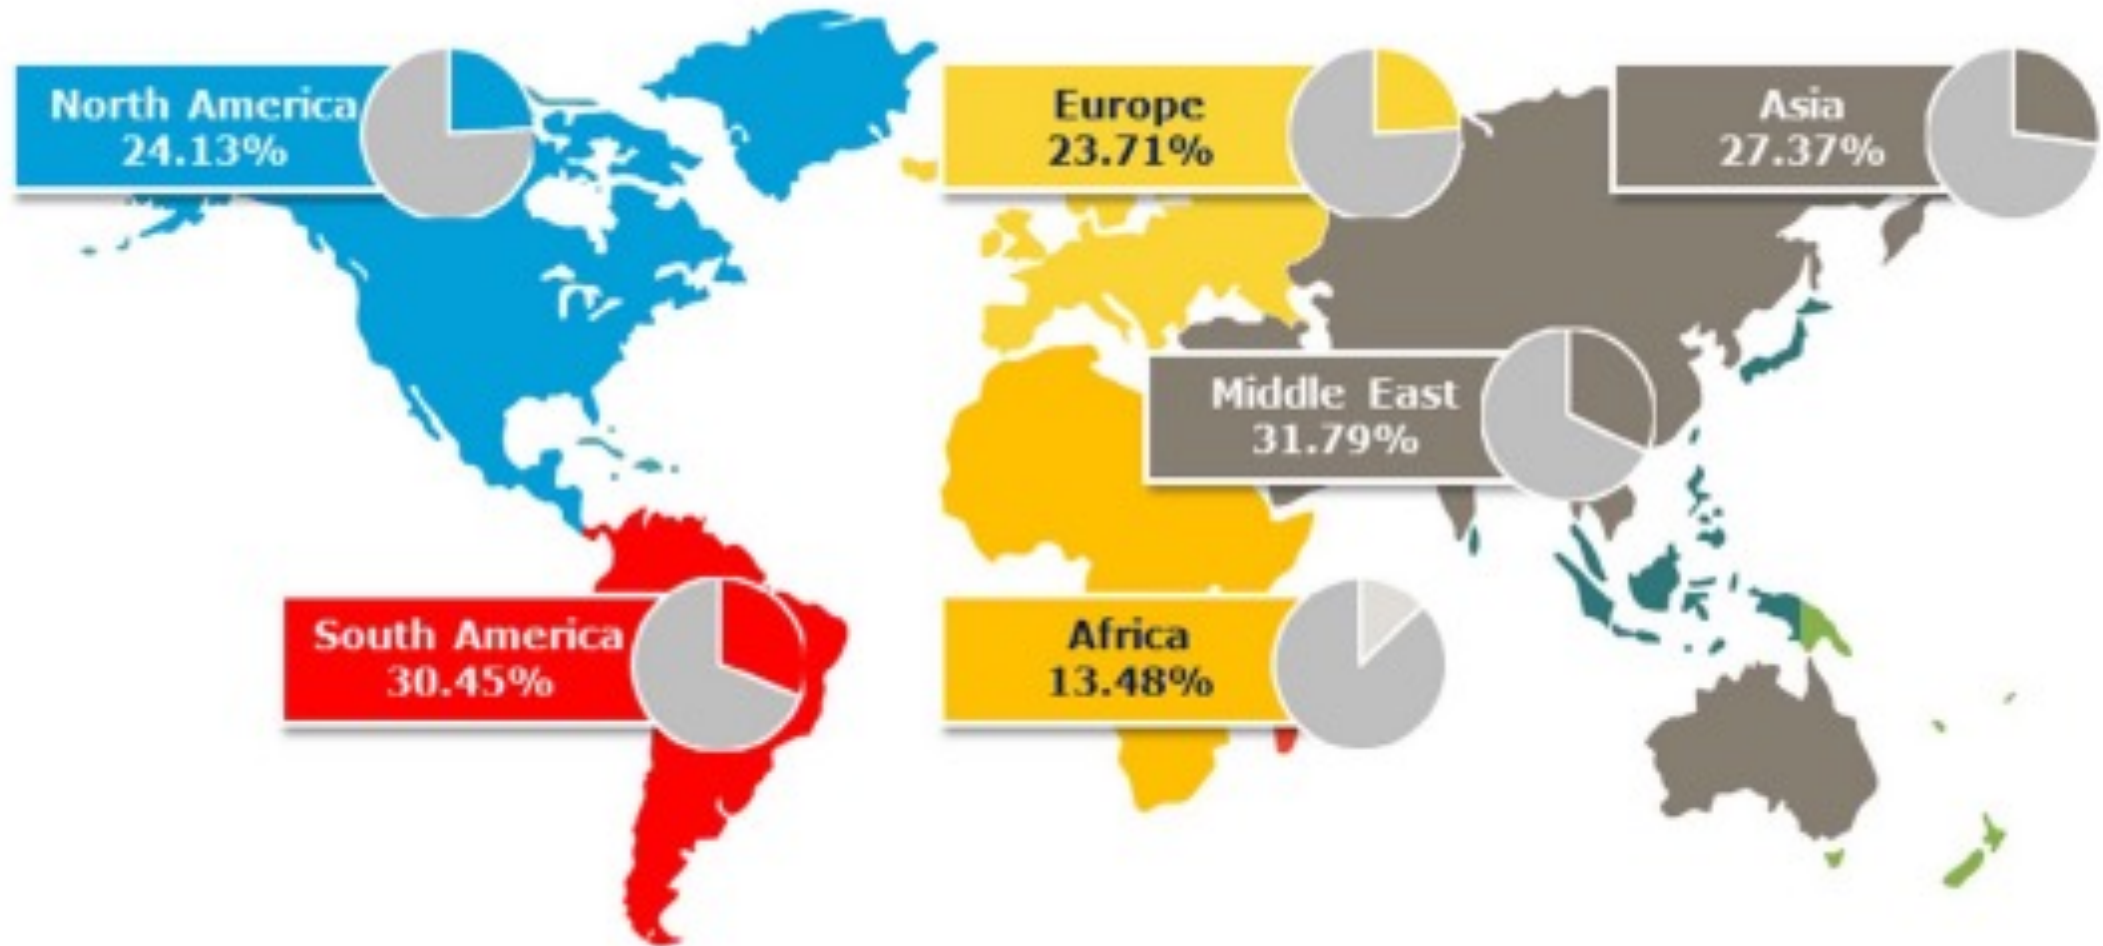 North America
24.13%
Europe
23.71%
Asia
27.37%
Middle East
31.79%
South America
30.45%
Africa
13.48%